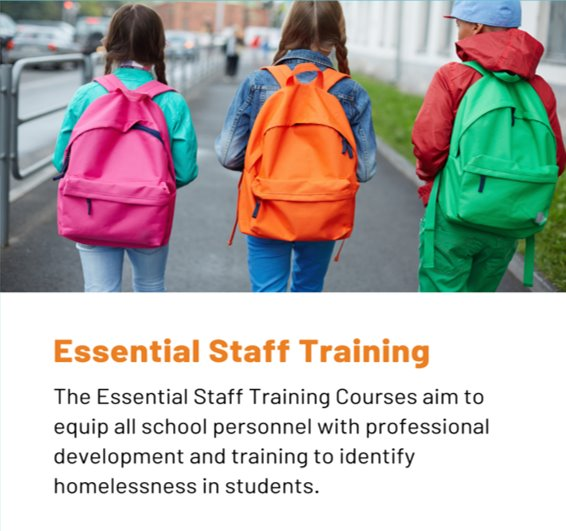 Essential Staff Training
The Essential Staff Training Courses aim to
equip all school personnel with professional
development and training to identify
homelessness in students.